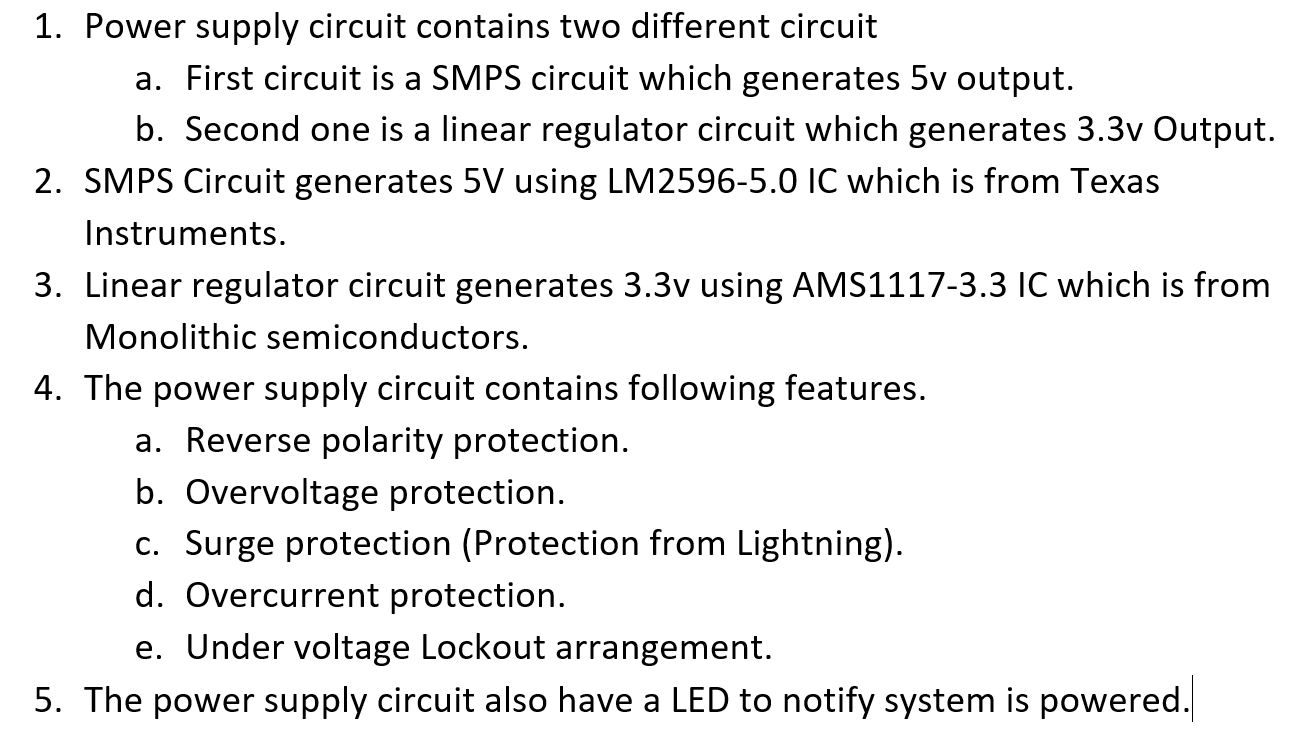 1. Power supply circuit contains two different circuit
a. First circuit is a SMPS circuit which generates 5v output.
b. Second one is a linear regulator circuit which generates 3.3v Output.
2. SMPS Circuit generates 5V using LM2596-5.0 IC which is from Texas
Instruments.
3. Linear regulator circuit generates 3.3v using AMS1117-3.3 IC which is from
Monolithic semiconductors.
4. The power supply circuit contains following features.
a. Reverse polarity protection.
b. Overvoltage protection.
c. Surge protection (Protection from Lightning).
d. Overcurrent protection.
e. Under voltage Lockout arrangement.
5. The power supply circuit also have a LED to notify system is powered.